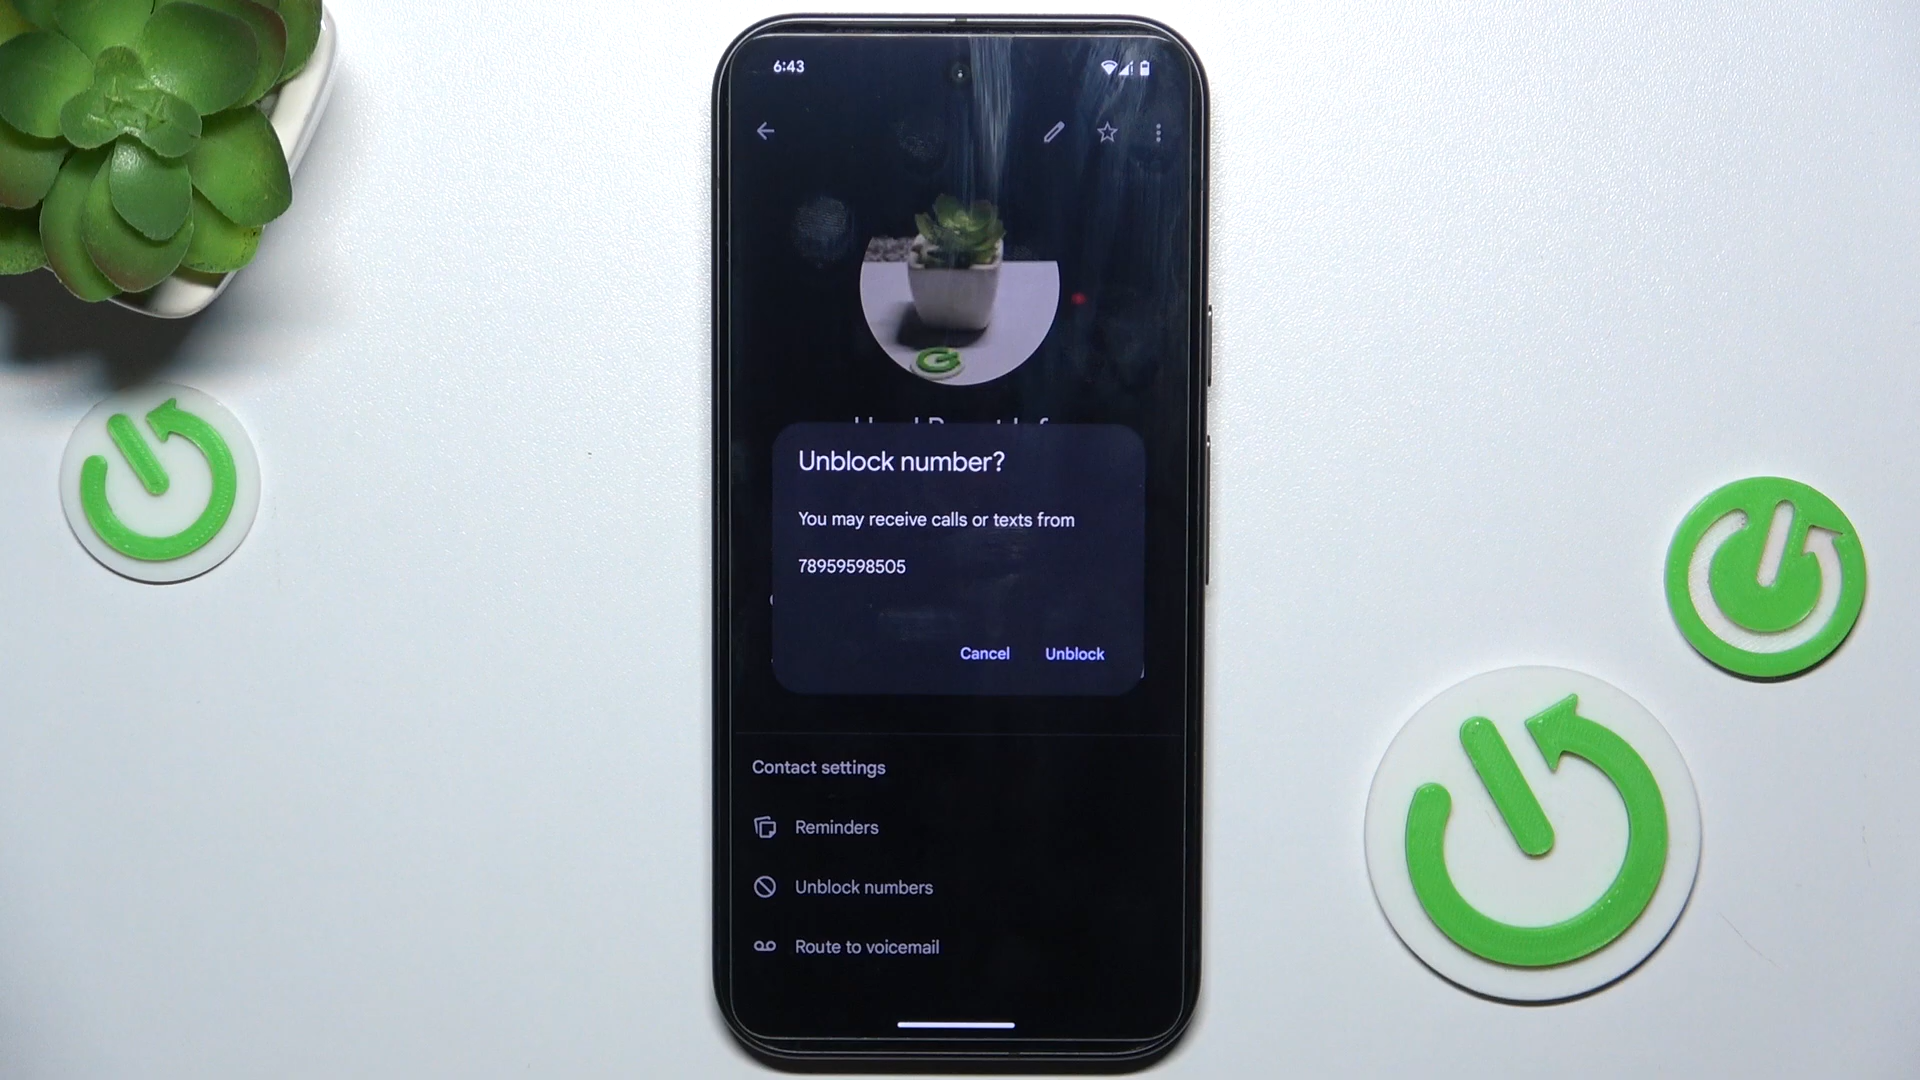 6:43
Unblock number?
You may receive calls or texts from
78959598505
Cancel Unblock
Contact settings
Reminders
Unblock numbers
Route to voicemail